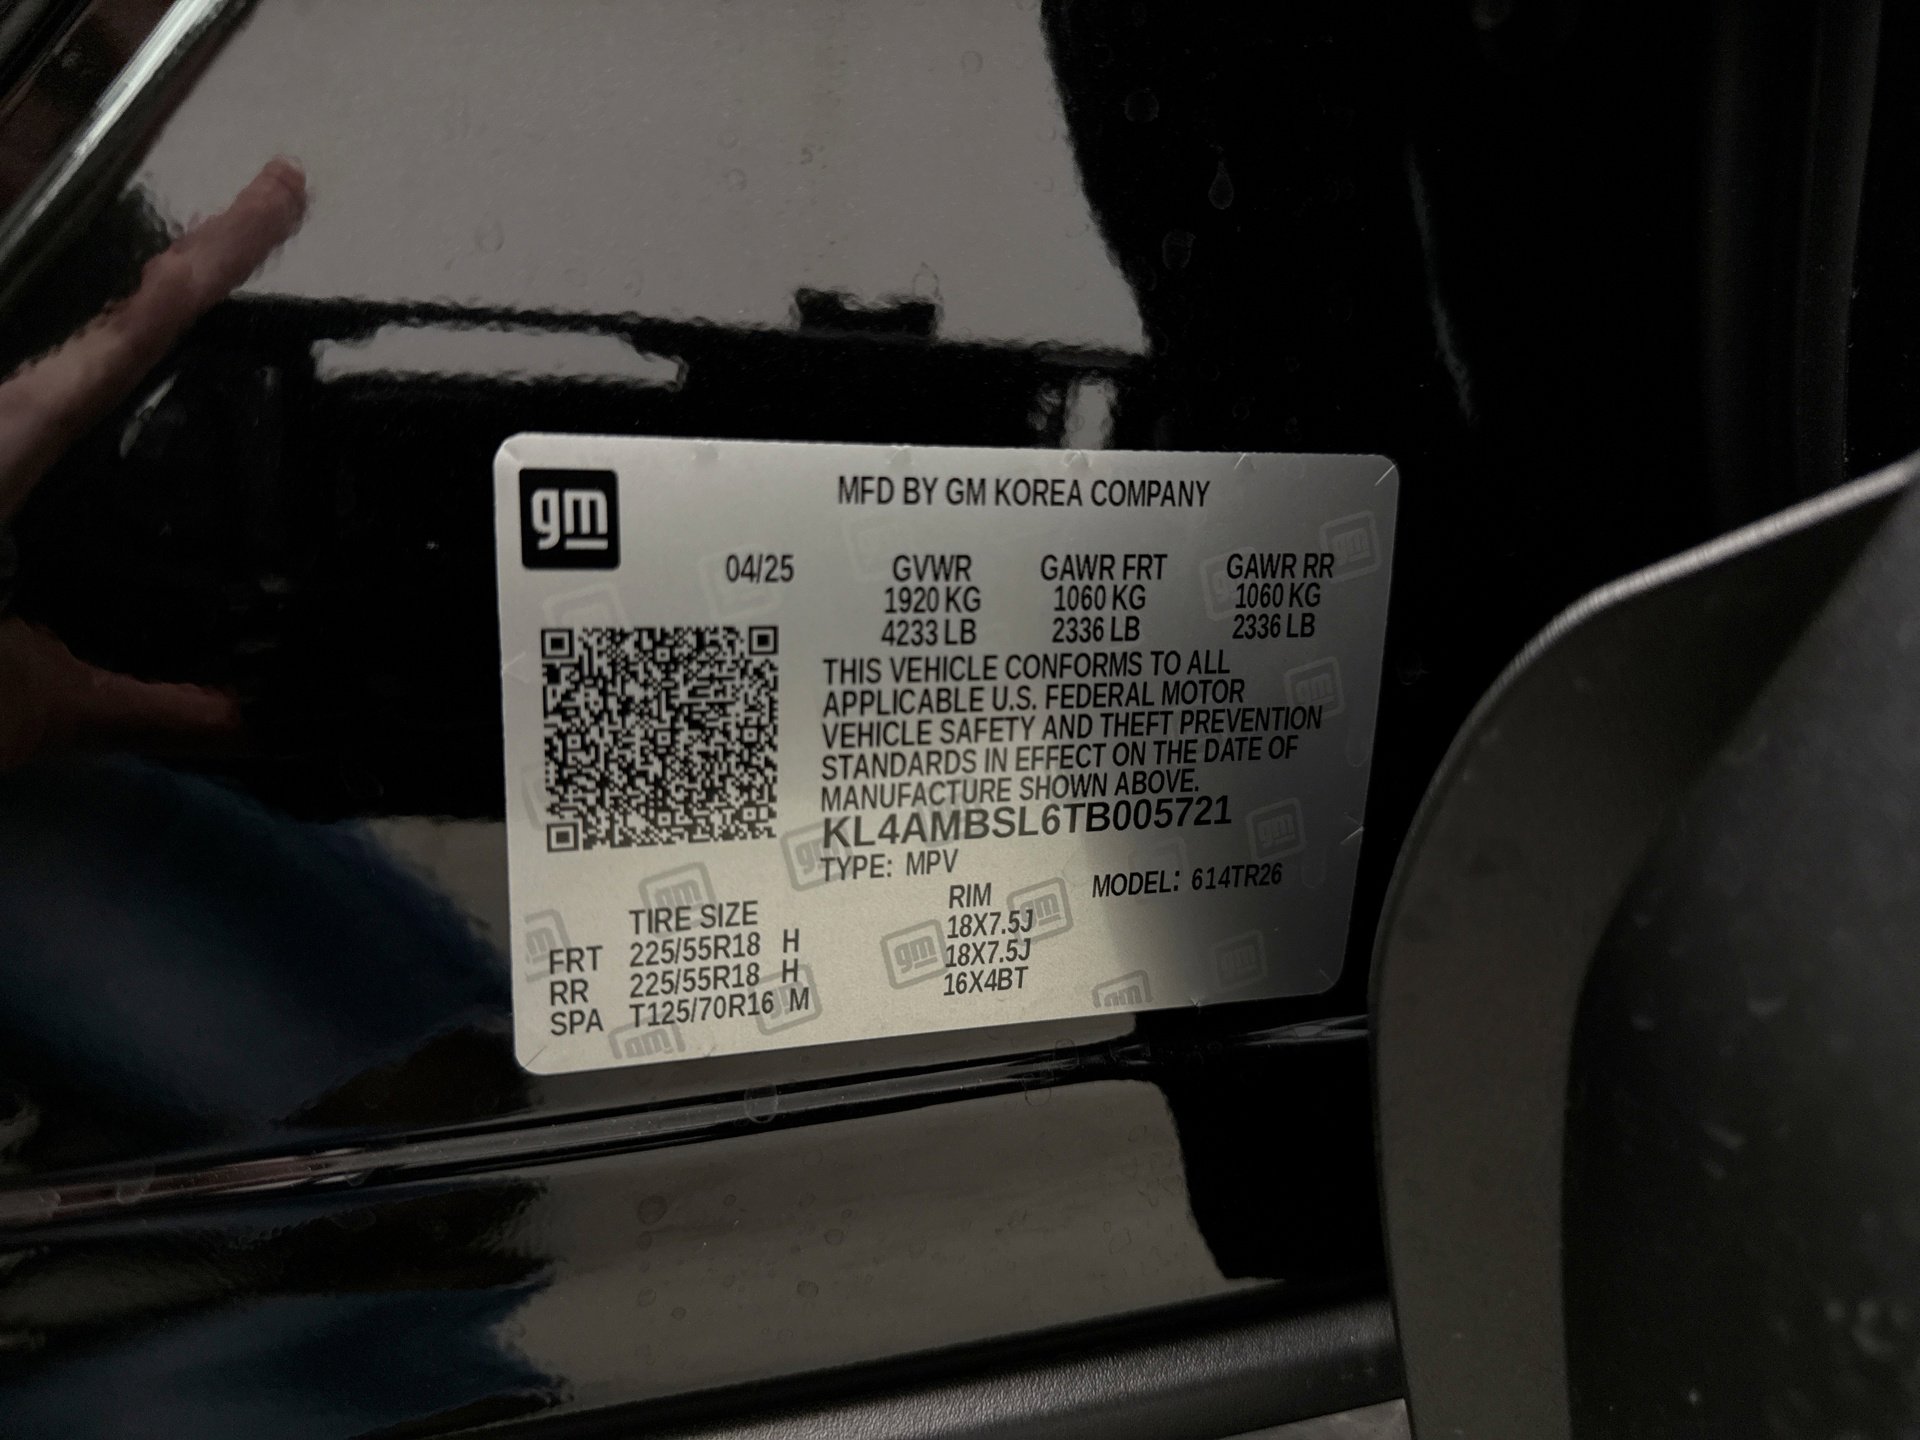 gm
MFD BY GM KOREA COMPANY
04/25 GVWR GAWR FRT GAWR RR
1920 KG 1060 KG 1060 KG
4233 LB 2336 LB 2336 LB
THIS VEHICLE CONFORMS TO ALL
APPLICABLE U.S. FEDERAL MOTOR
VEHICLE SAFETY AND THEFT PREVENTION
STANDARDS IN EFFECT ON THE DATE OF
MANUFACTURE SHOWN ABOVE.
KL4AMBSL6TB005721
TYPE: MPV MODEL: 614TR26
TIRE SIZE RIM
FRT 225/55R18 H 18X7.5J
RR 225/55R18 H 18X7.5J
SPA T125/70R16 M 16X4BT